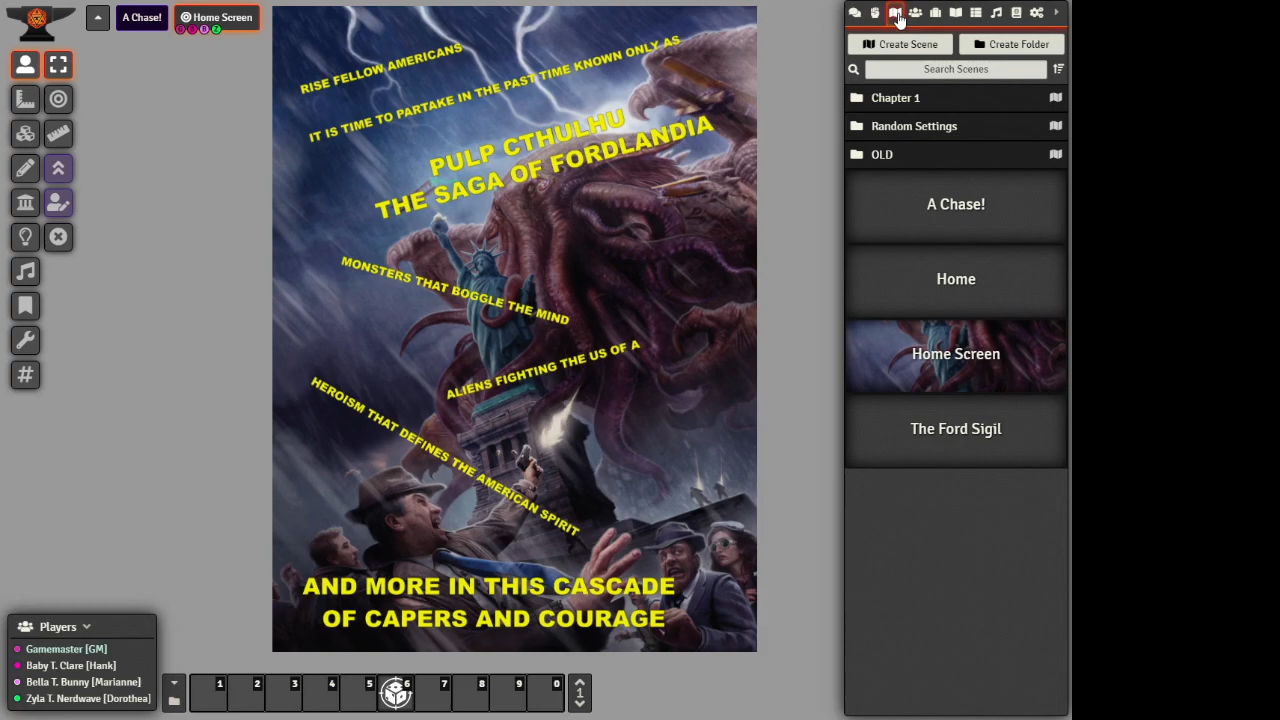 A Chase!
Home Screen
G
B
B
Z
Create Scene
Create Folder
Search Scenes
Chapter 1
Random Settings
OLD
A Chase!
Home
Home Screen
The Ford Sigil
RISE FELLOW AMERICANS
IT IS TIME TO PARTAKE IN THE PAST TIME KNOWN ONLY AS
PULP CTHULHU
THE SAGA OF FORDLANDIA
MONSTERS THAT BOGGLE THE MIND
ALIENS FIGHTING THE US OF A
HEROISM THAT DEFINES THE AMERICAN SPIRIT
AND MORE IN THIS CASCADE
OF CAPERS AND COURAGE
Players
Gamemaster [GM]
Baby T. Clare [Hank]
Bella T. Bunny [Marianne]
Zyla T. Nerdwave [Dorothea]
1 2 3 4 5 6 7 8 9 0
1